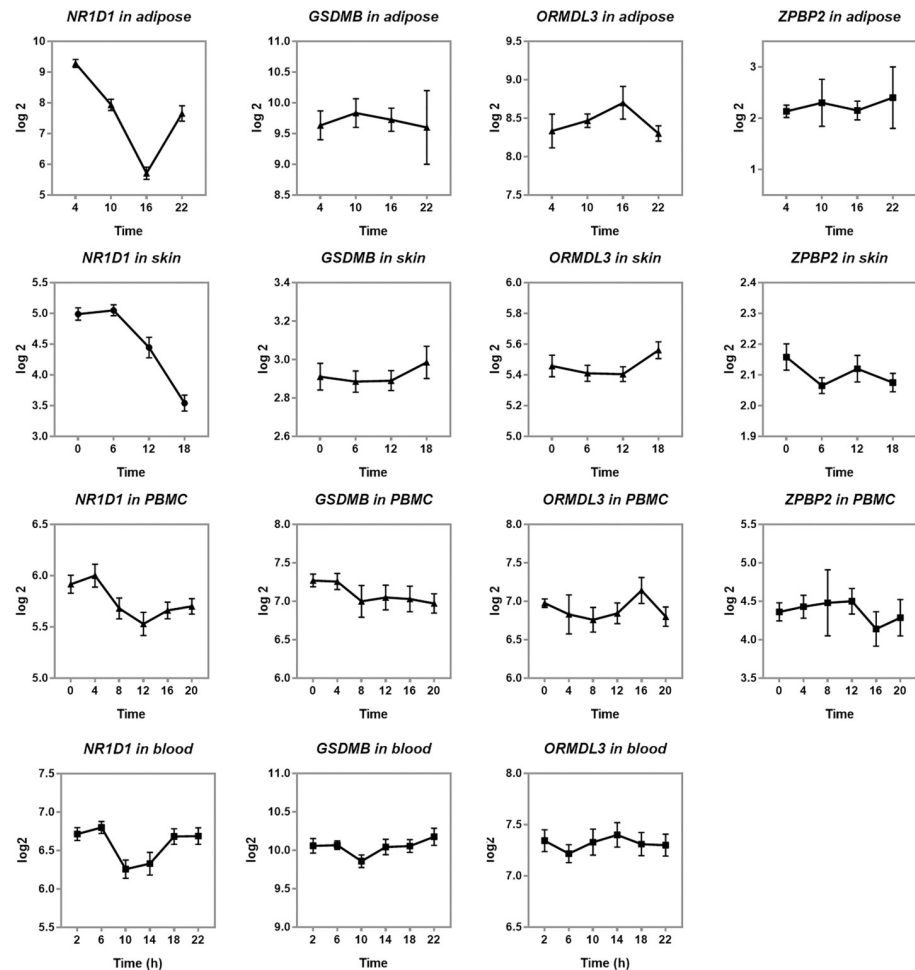 NR1D1 in adipose
GSDMB in adipose
ORMDL3 in adipose
ZPBP2 in adipose
log 2
10
9
8
7
6
5
4 10 16 22
Time
log 2
11.0
10.5
10.0
9.5
9.0
8.5
4 10 16 22
Time
log 2
9.5
9.0
8.5
8.0
7.5
4 10 16 22
Time
log 2
3
2
1
4 10 16 22
Time
NR1D1 in skin
GSDMB in skin
ORMDL3 in skin
ZPBP2 in skin
log 2
5.5
5.0
4.5
4.0
3.5
3.0
0 6 12 18
Time
log 2
3.4
3.2
3.0
2.8
2.6
0 6 12 18
Time
log 2
6.0
5.8
5.6
5.4
5.2
5.0
0 6 12 18
Time
log 2
2.4
2.3
2.2
2.1
2.0
1.9
0 6 12 18
Time
NR1D1 in PBMC
GSDMB in PBMC
ORMDL3 in PBMC
ZPBP2 in PBMC
log 2
6.5
6.0
5.5
5.0
0 4 8 12 16 20
Time
log 2
8.0
7.5
7.0
6.5
6.0
0 4 8 12 16 20
Time
log 2
8.0
7.5
7.0
6.5
6.0
0 4 8 12 16 20
Time
log 2
5.5
5.0
4.5
4.0
3.5
0 4 8 12 16 20
Time
NR1D1 in blood
GSDMB in blood
ORMDL3 in blood
log2
7.5
7.0
6.5
6.0
5.5
2 6 10 14 18 22
Time (h)
log2
11.0
10.5
10.0
9.5
9.0
2 6 10 14 18 22
Time
log2
8.0
7.5
7.0
6.5
2 6 10 14 18 22
Time (h)